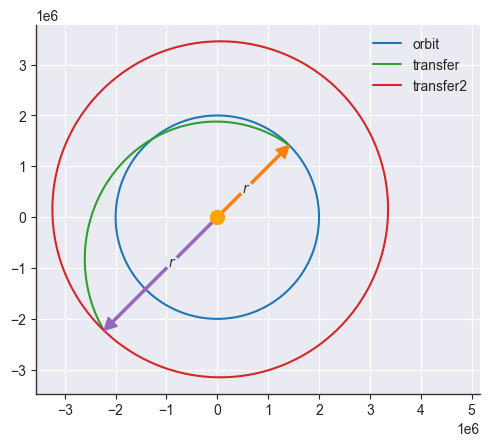 1e6
orbit
transfer
transfer2
3
2
1
0
−1
−2
−3
r
r
−3 −2 −1 0 1 2 3 4 5
1e6